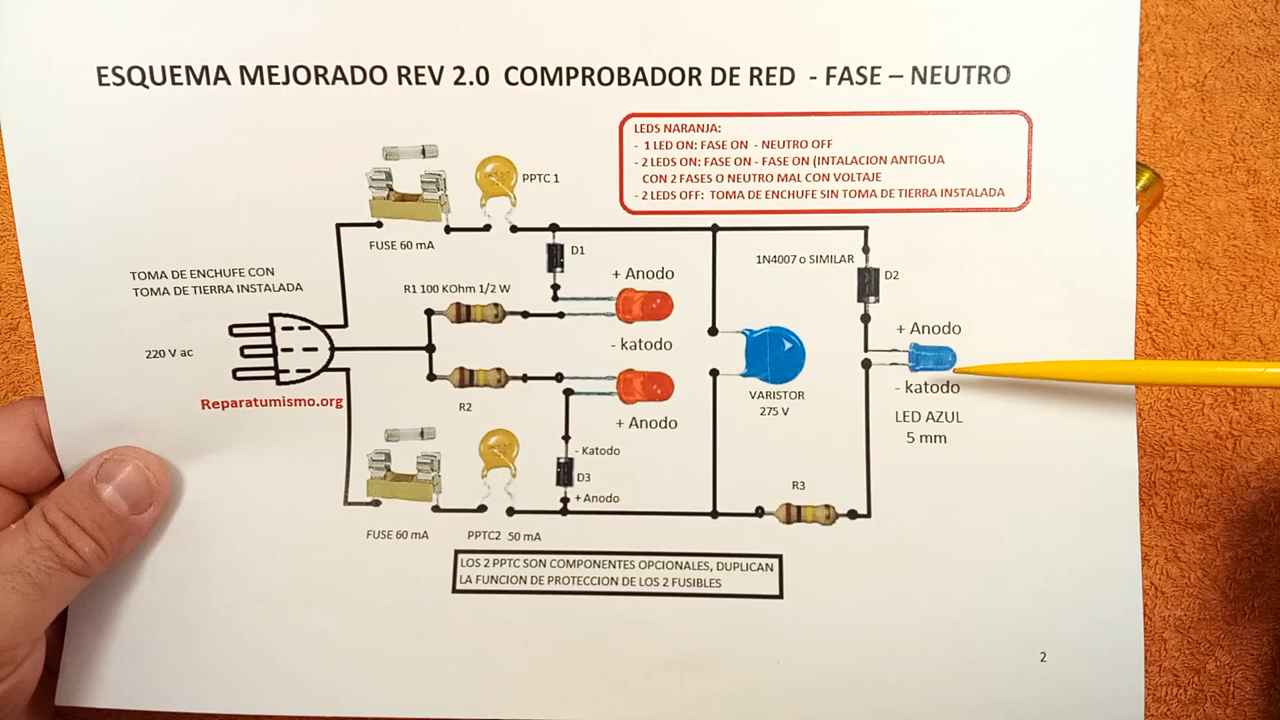 ESQUEMA MEJORADO REV 2.0 COMPROBADOR DE RED - FASE – NEUTRO
LEDS NARANJA:
- 1 LED ON: FASE ON - NEUTRO OFF
- 2 LEDS ON: FASE ON - FASE ON (INTALACION ANTIGUA
CON 2 FASES O NEUTRO MAL CON VOLTAJE
- 2 LEDS OFF: TOMA DE ENCHUFE SIN TOMA DE TIERRA INSTALADA
PPTC 1
FUSE 60 mA
D1
1N4007 o SIMILAR
D2
TOMA DE ENCHUFE CON
TOMA DE TIERRA INSTALADA
+ Anodo
R1 100 KOhm 1/2 W
+ Anodo
- katodo
220 V ac
- katodo
Reparatumismo.org
R2
VARISTOR
275 V
LED AZUL
5 mm
+ Anodo
- Katodo
D3
R3
+ Anodo
FUSE 60 mA
PPTC2 50 mA
LOS 2 PPTC SON COMPONENTES OPCIONALES, DUPLICAN
LA FUNCION DE PROTECCION DE LOS 2 FUSIBLES
2